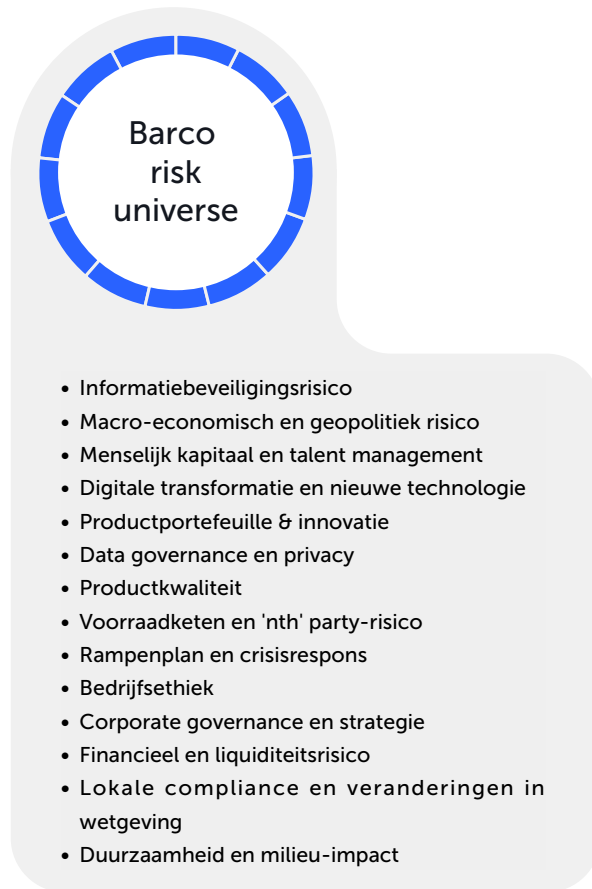 Barco
risk
universe
• Informatiebeveiligingsrisico
• Macro-economisch en geopolitiek risico
• Menselijk kapitaal en talent management
• Digitale transformatie en nieuwe technologie
• Productportefeuille & innovatie
• Data governance en privacy
• Productkwaliteit
• Voorraadketen en 'nth' party-risico
• Rampenplan en crisisrespons
• Bedrijfsethiek
• Corporate governance en strategie
• Financieel en liquiditeitsrisico
• Lokale compliance en veranderingen in
wetgeving
• Duurzaamheid en milieu-impact